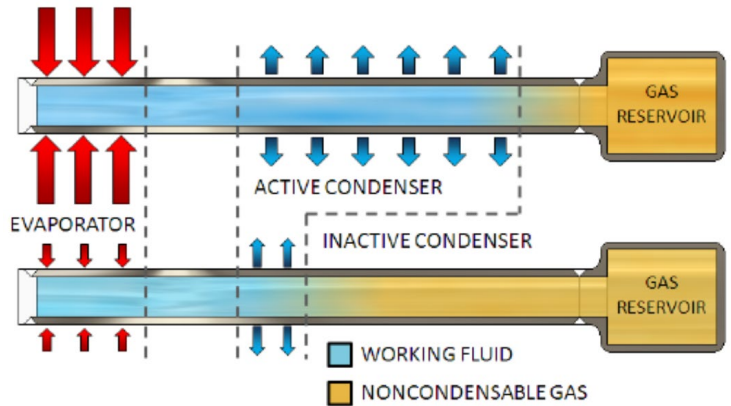 GAS
RESERVOIR
ACTIVE CONDENSER
EVAPORATOR
INACTIVE CONDENSER
GAS
RESERVOIR
WORKING FLUID
NONCONDENSABLE GAS